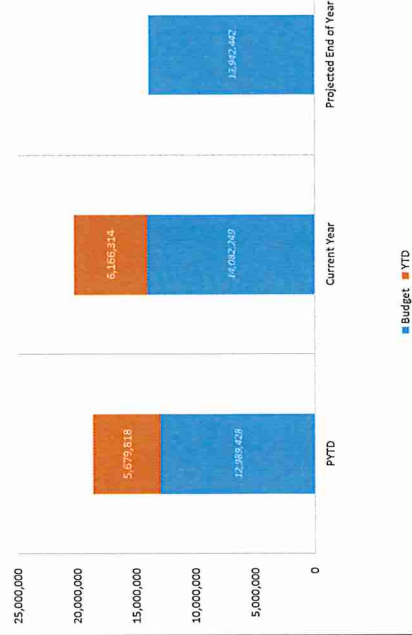 25,000,000
20,000,000
15,000,000
10,000,000
5,000,000
0
5,679,818
12,989,428
6,166,314
14,082,249
13,942,442
PYTD
Current Year
Projected End of Year
Budget YTD